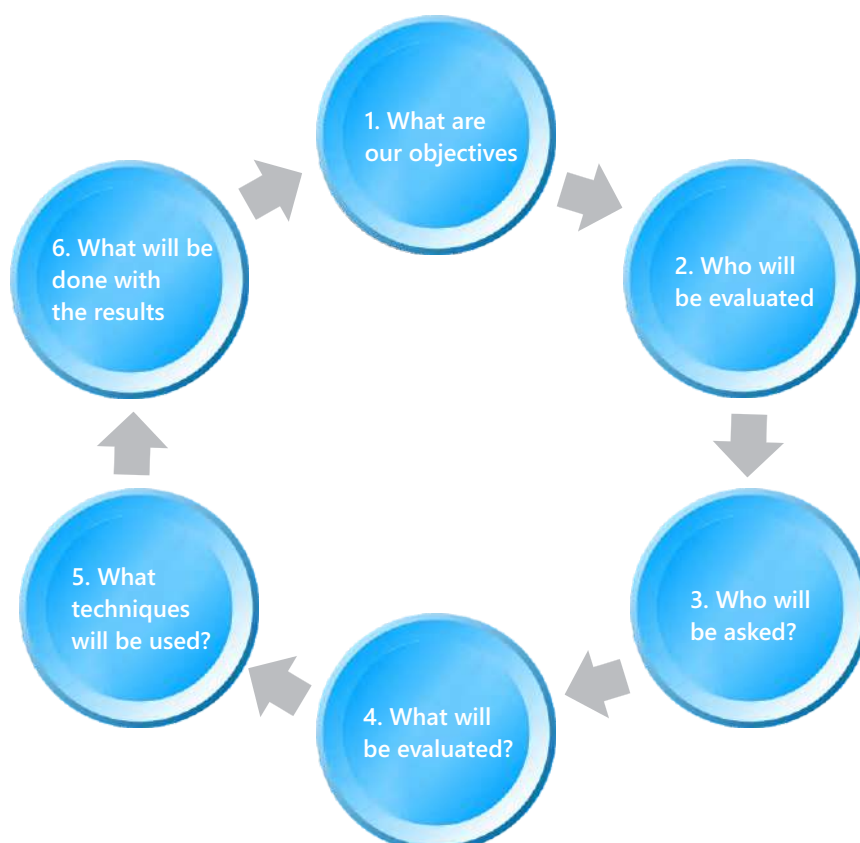 1. What are
our objectives
2. Who will
be evaluated
3. Who will
be asked?
4. What will
be evaluated?
5. What
techniques
will be used?
6. What will be
done with
the results